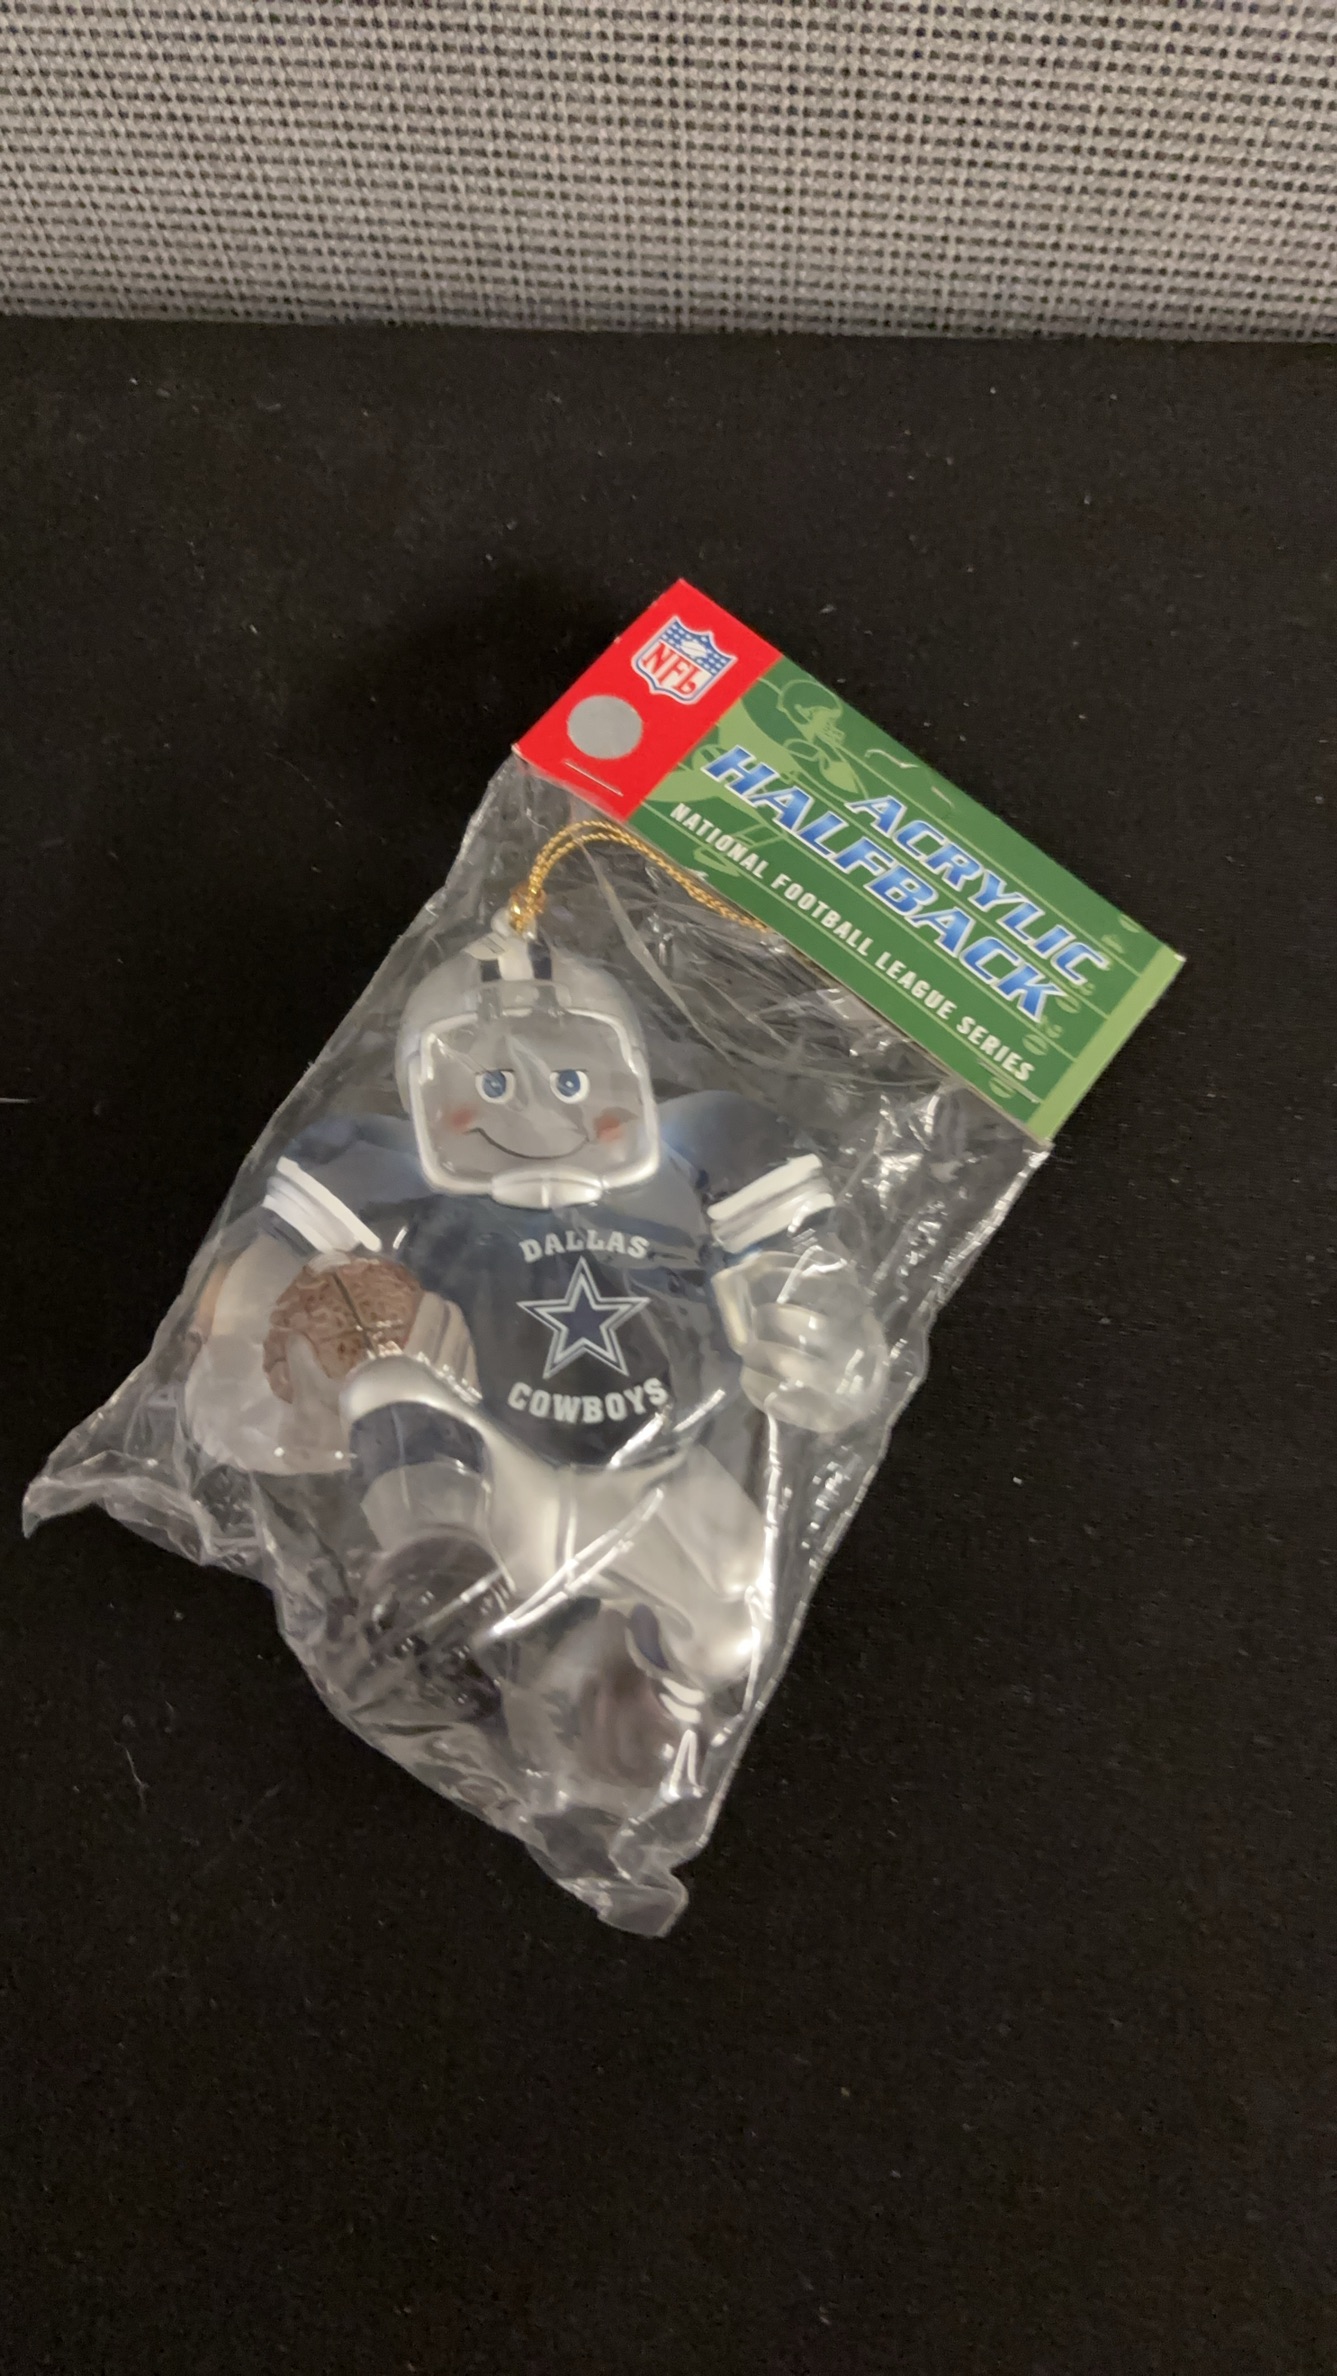 NFL
ACRYLIC
HALFBACK
NATIONAL FOOTBALL LEAGUE SERIES
DALLAS
COWBOYS